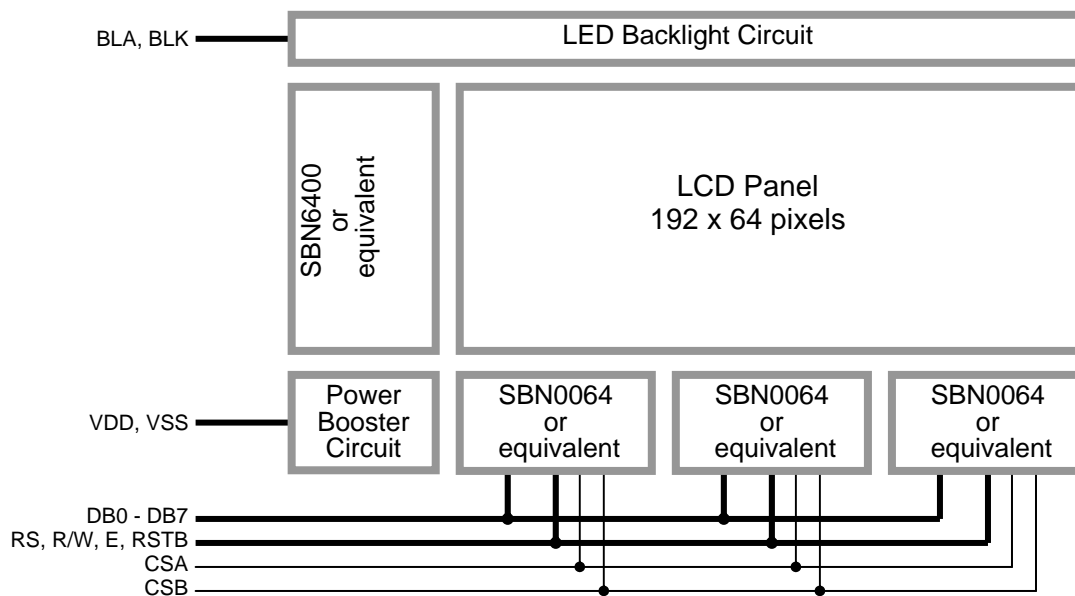 BLA, BLK
LED Backlight Circuit
SBN6400
or
equivalent
LCD Panel
192 x 64 pixels
VDD, VSS
Power
Booster
Circuit
SBN0064
or
equivalent
SBN0064
or
equivalent
SBN0064
or
equivalent
DB0 - DB7
RS, R/W, E, RSTB
CSA
CSB